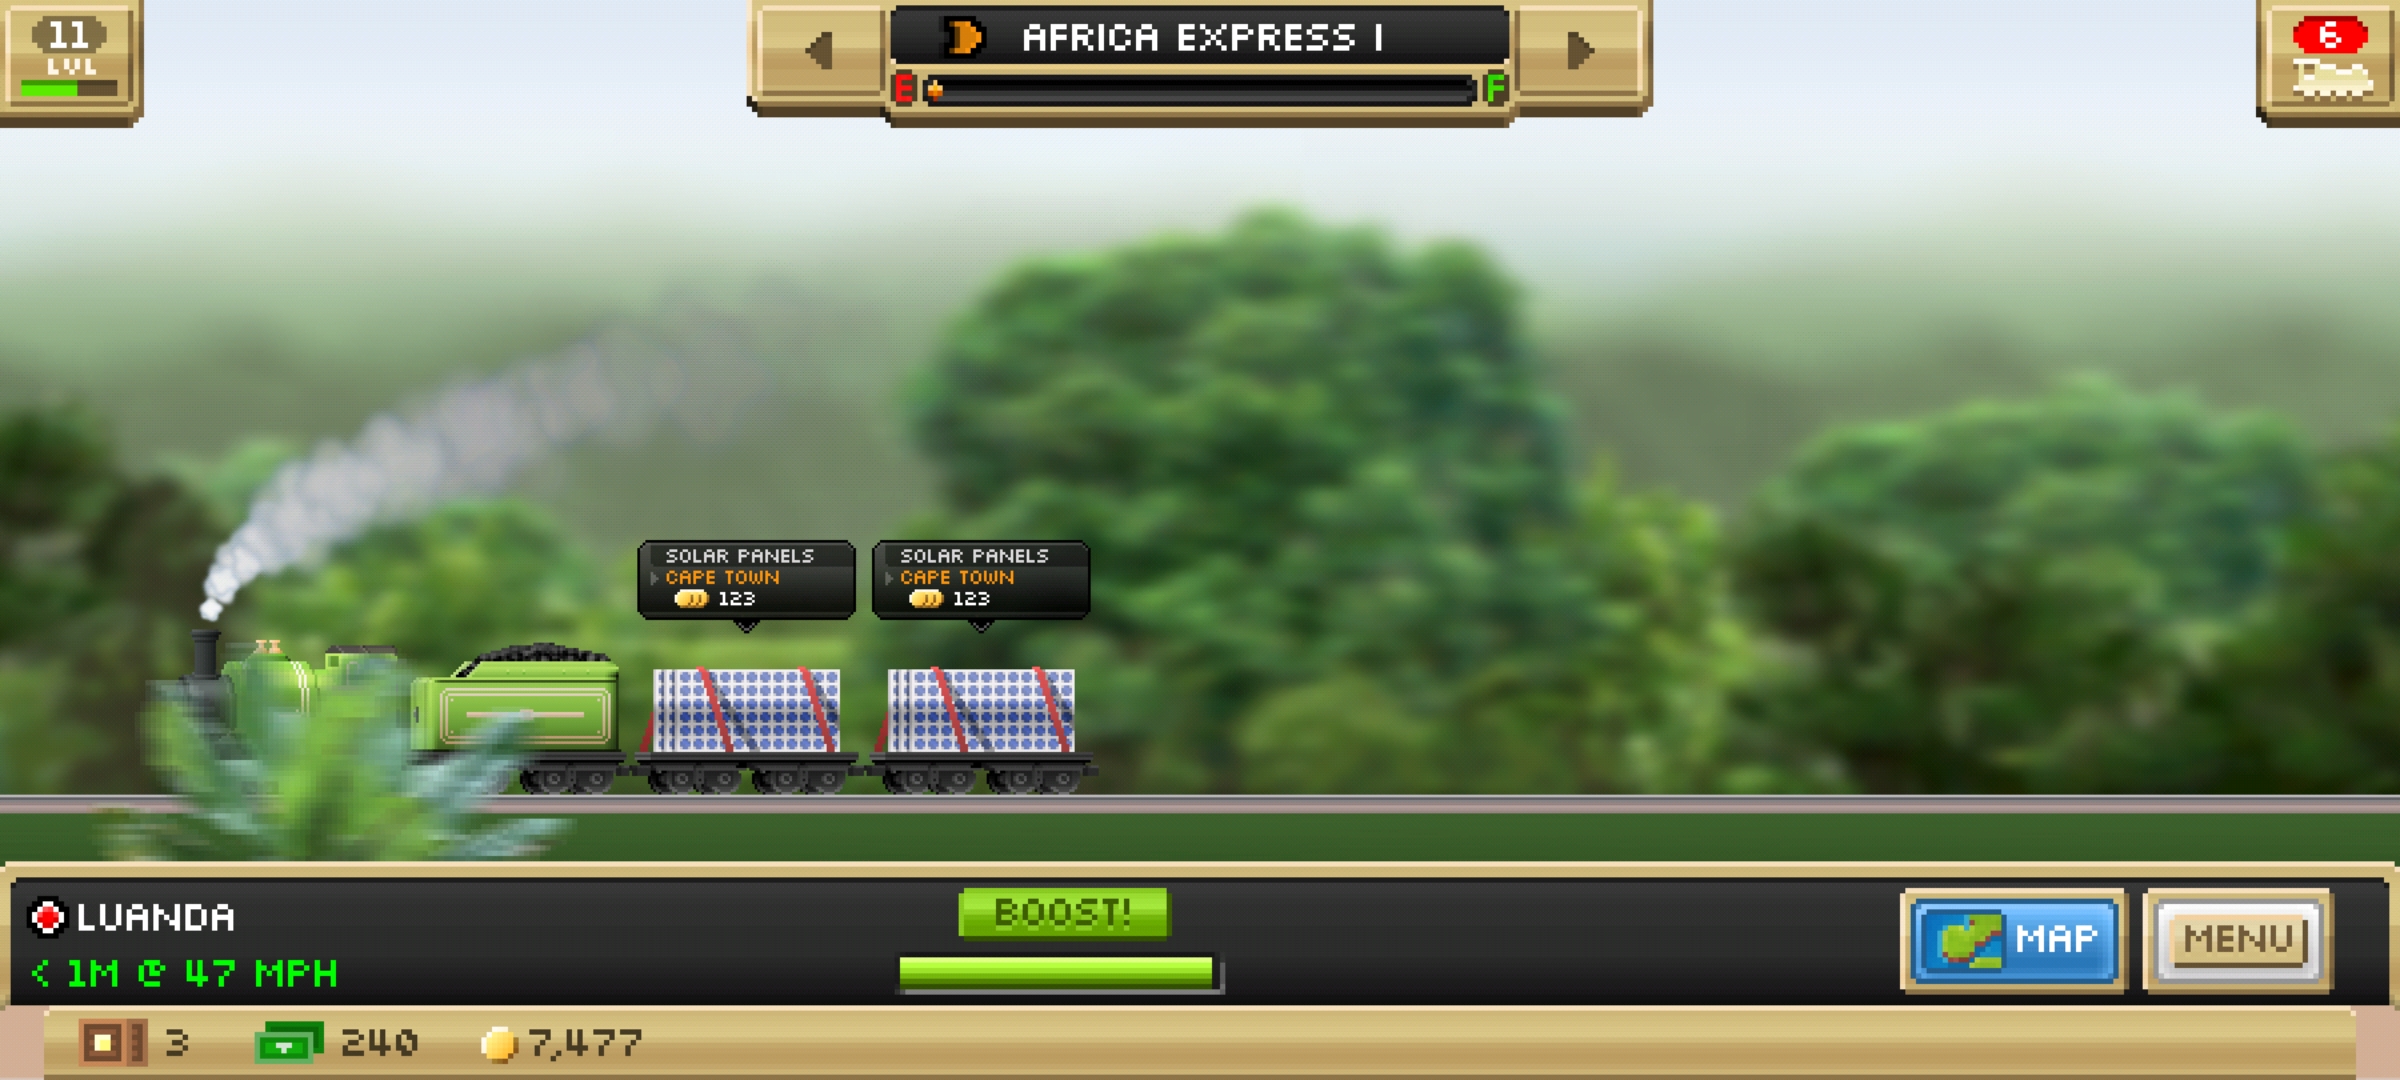 11
LVL
AFRICA EXPRESS I
E F
6
SOLAR PANELS
CAPE TOWN
123
SOLAR PANELS
CAPE TOWN
123
LUANDA
< 1M @ 47 MPH
BOOST!
MAP
MENU
3
240
7,477